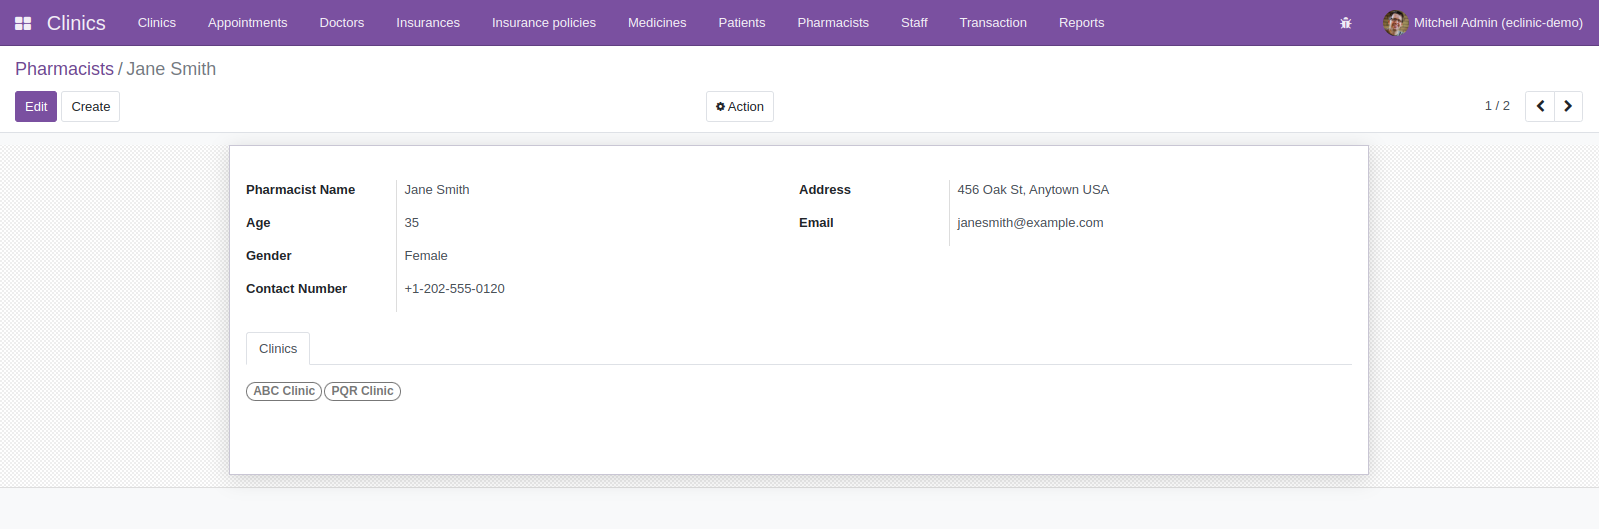 Clinics Clinics Appointments Doctors Insurances Insurance policies Medicines Patients Pharmacists Staff Transaction Reports Mitchell Admin (eclinic-demo)
Pharmacists / Jane Smith
Edit Create Action 1 / 2
Pharmacist Name Jane Smith Address 456 Oak St, Anytown USA
Age 35 Email janesmith@example.com
Gender Female
Contact Number +1-202-555-0120
Clinics
ABC Clinic PQR Clinic